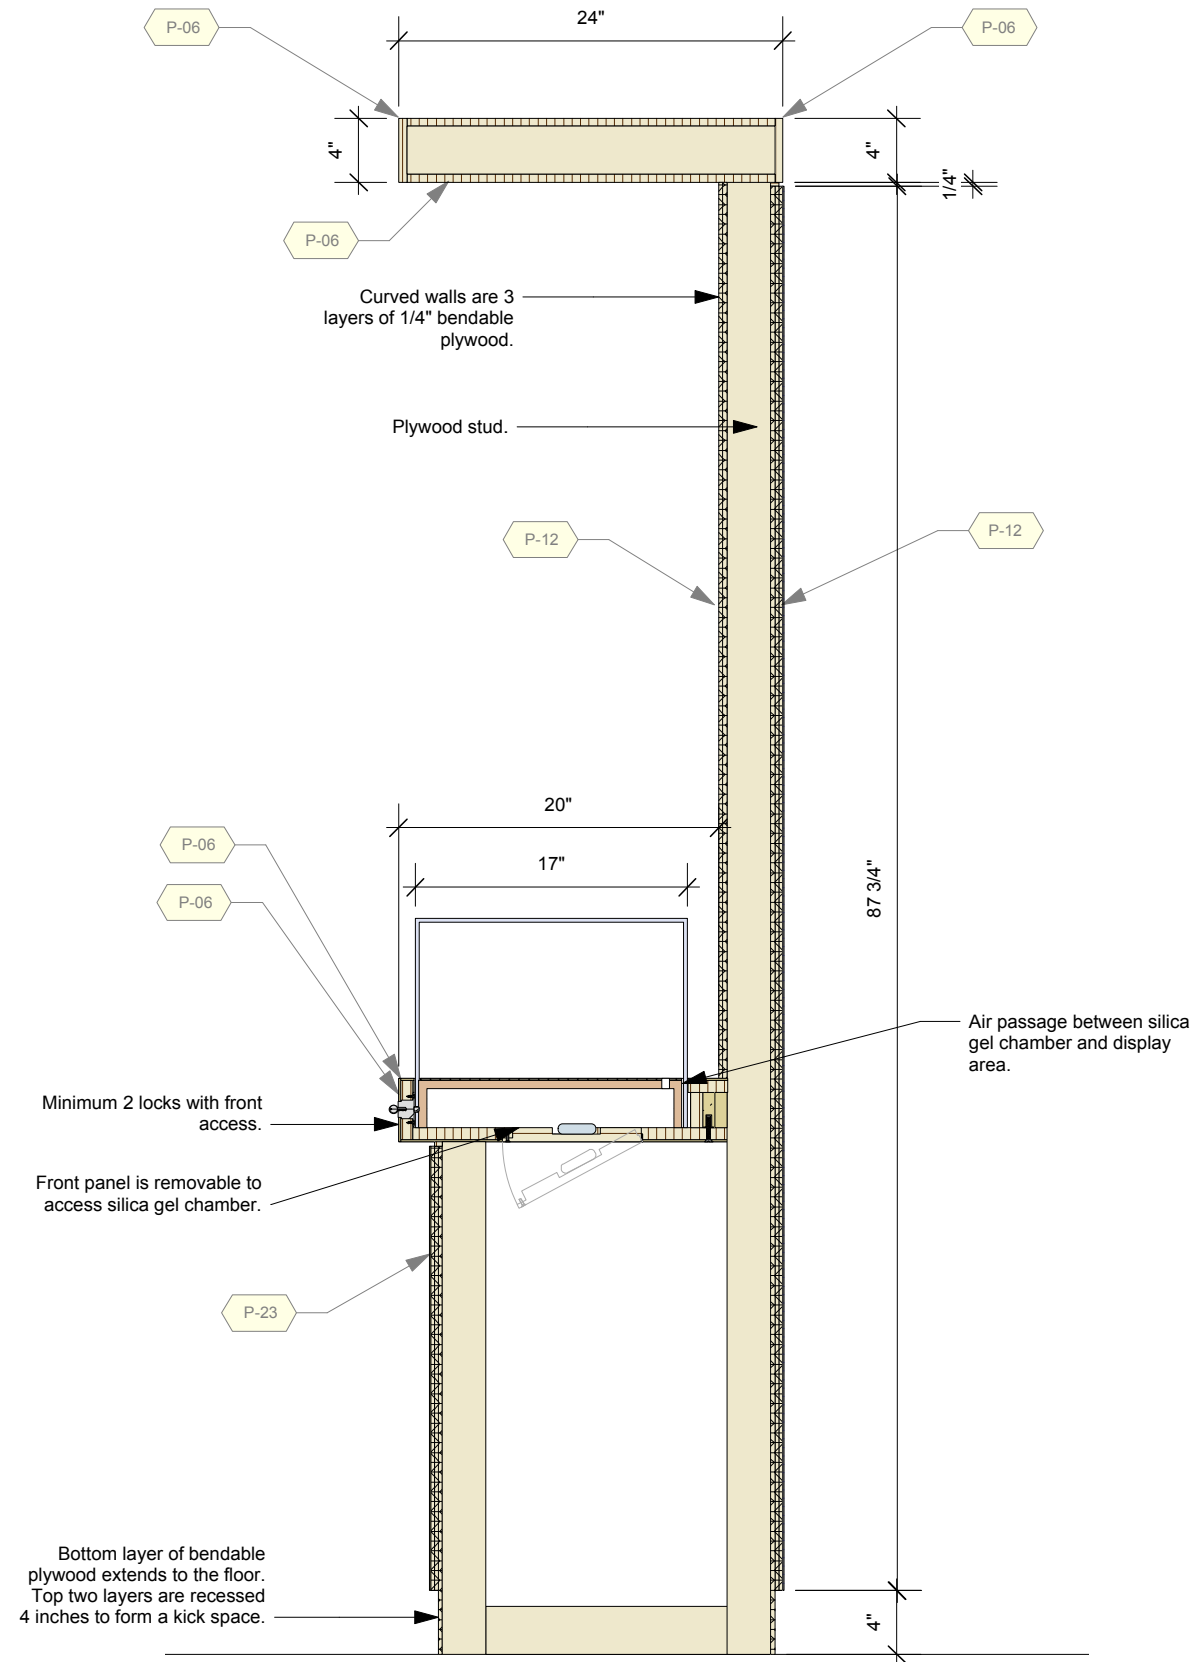 P-06
24"
P-06
4"
4"
1/4"
P-06
Curved walls are 3
layers of 1/4" bendable
plywood.
Plywood stud.
P-12
P-12
20"
P-06
17"
87 3/4"
P-06
Air passage between silica
gel chamber and display
area.
Minimum 2 locks with front
access.
Front panel is removable to
access silica gel chamber.
P-23
Bottom layer of bendable
plywood extends to the floor.
Top two layers are recessed
4 inches to form a kick space.
4"